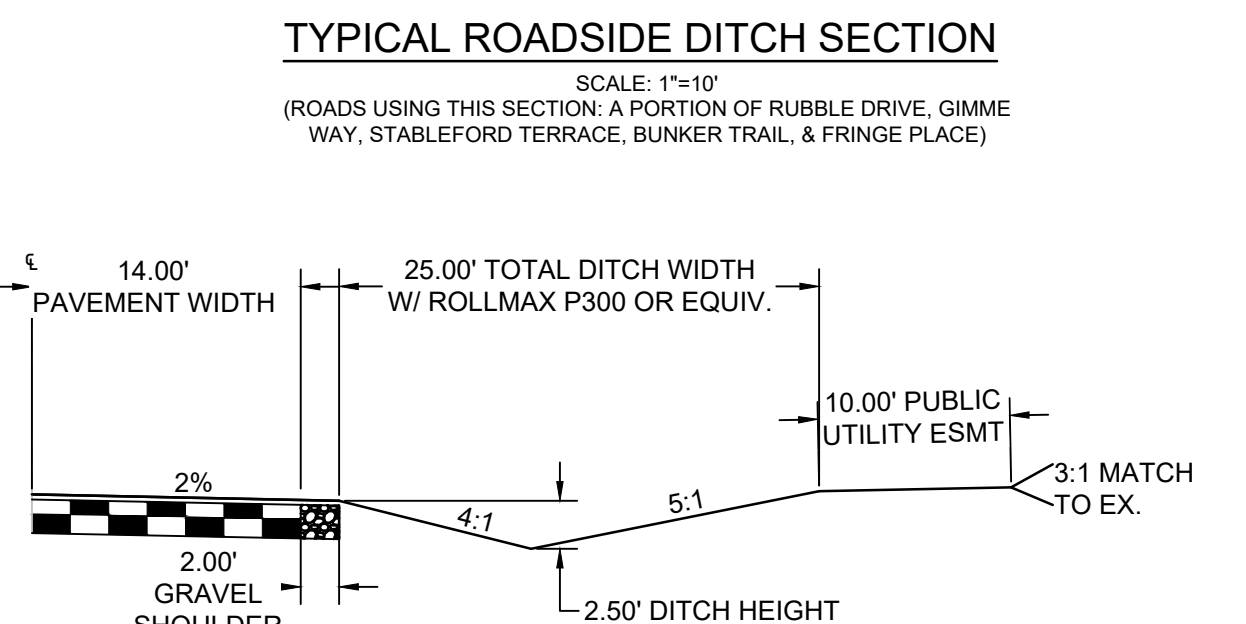 TYPICAL ROADSIDE DITCH SECTION
SCALE: 1"=10'
(ROADS USING THIS SECTION: A PORTION OF RUBBLE DRIVE, GIMME
WAY, STABLEFORD TERRACE, BUNKER TRAIL, & FRINGE PLACE)
℄
14.00'
PAVEMENT WIDTH
25.00' TOTAL DITCH WIDTH
W/ ROLLMAX P300 OR EQUIV.
10.00' PUBLIC
UTILITY ESMT
2%
4:1
5:1
3:1 MATCH
TO EX.
2.00'
GRAVEL
SHOULDER
2.50' DITCH HEIGHT